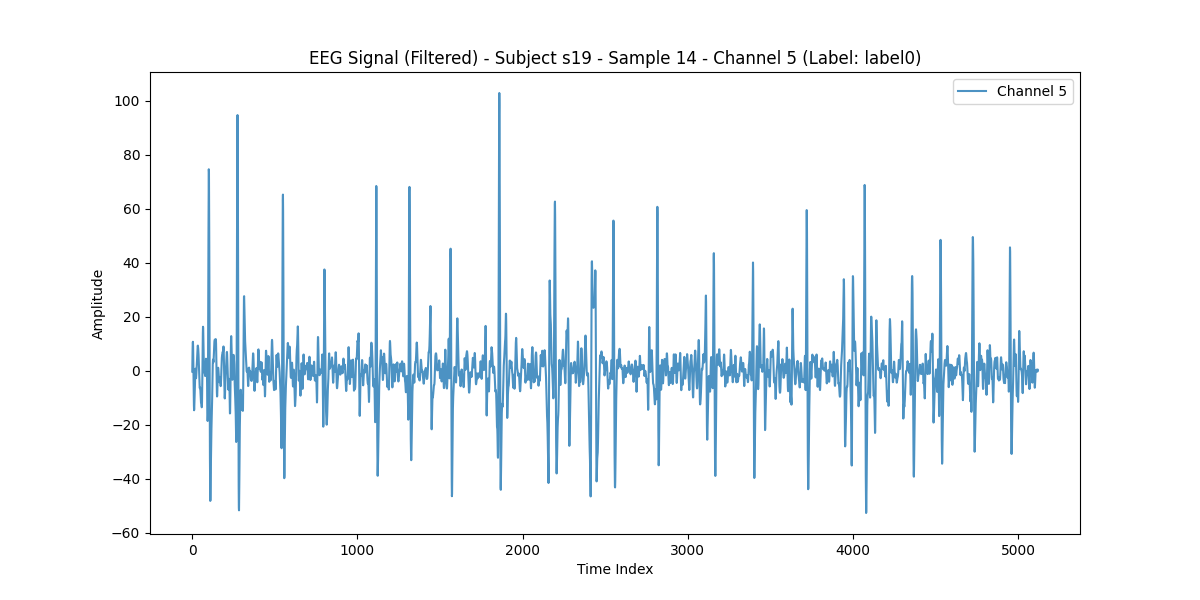 EEG Signal (Filtered) - Subject s19 - Sample 14 - Channel 5 (Label: label0)
Channel 5
100
80
60
40
20
0
−20
−40
−60
Amplitude
0 1000 2000 3000 4000 5000
Time Index